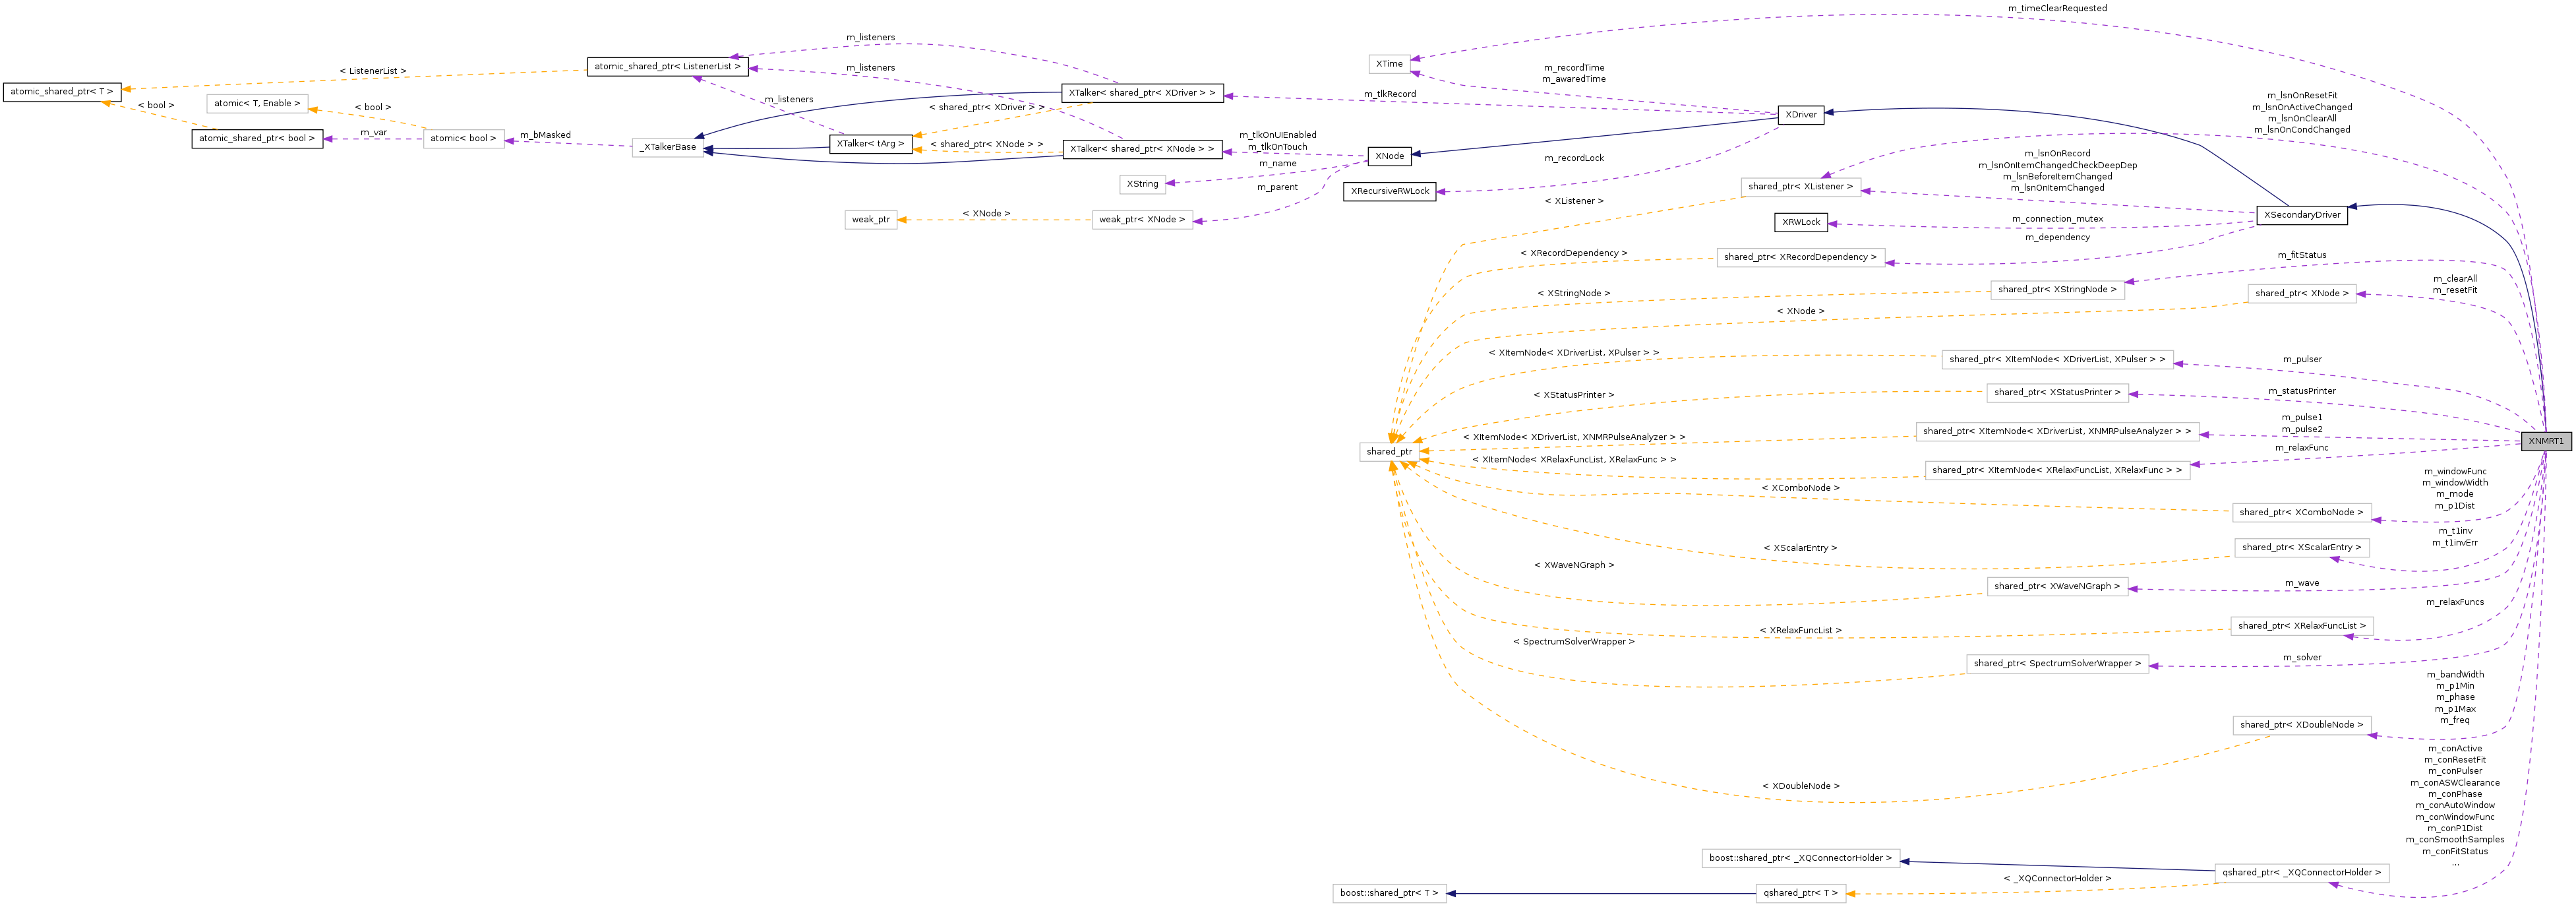 m_timeClearRequested
m_listeners
XTime
m_recordTime
m_awaredTime
atomic_shared_ptr< ListenerList >
< ListenerList >
m_listeners
atomic_shared_ptr< T >
< bool >
atomic< T, Enable >
< bool >
m_listeners
XTalker< shared_ptr< XDriver > >
< shared_ptr< XDriver > >
m_tlkRecord
XDriver
m_lsnOnResetFit
m_lsnOnActiveChanged
m_lsnOnClearAll
m_lsnOnCondChanged
atomic_shared_ptr< bool >
m_var
atomic< bool >
m_bMasked
_XTalkerBase
XTalker< tArg >
< shared_ptr< XNode > >
XTalker< shared_ptr< XNode > >
m_tlkOnUIEnabled
m_tlkOnTouch
m_name
m_parent
XNode
m_recordLock
XString
XRecursiveRWLock
weak_ptr
< XNode >
weak_ptr< XNode >
shared_ptr< XListener >
< XListener >
m_lsnOnRecord
m_lsnOnItemChangedCheckDeepDep
m_lsnBeforeItemChanged
m_lsnOnItemChanged
XRWLock
m_connection_mutex
m_dependency
XSecondaryDriver
< XRecordDependency >
shared_ptr< XRecordDependency >
m_fitStatus
< XStringNode >
shared_ptr< XStringNode >
shared_ptr< XNode >
m_clearAll
m_resetFit
< XNode >
< XItemNode< XDriverList, XPulser > >
shared_ptr< XItemNode< XDriverList, XPulser > >
m_pulser
< XStatusPrinter >
shared_ptr< XStatusPrinter >
m_statusPrinter
< XItemNode< XDriverList, XNMRPulseAnalyzer > >
shared_ptr< XItemNode< XDriverList, XNMRPulseAnalyzer > >
m_pulse1
m_pulse2
XNMRT1
shared_ptr
< XItemNode< XRelaxFuncList, XRelaxFunc > >
shared_ptr< XItemNode< XRelaxFuncList, XRelaxFunc > >
m_relaxFunc
< XComboNode >
shared_ptr< XComboNode >
m_windowFunc
m_windowWidth
m_mode
m_p1Dist
< XScalarEntry >
shared_ptr< XScalarEntry >
m_t1inv
m_t1invErr
< XWaveNGraph >
shared_ptr< XWaveNGraph >
m_wave
< XRelaxFuncList >
shared_ptr< XRelaxFuncList >
m_relaxFuncs
< SpectrumSolverWrapper >
shared_ptr< SpectrumSolverWrapper >
m_solver
< XDoubleNode >
shared_ptr< XDoubleNode >
m_bandWidth
m_p1Min
m_phase
m_p1Max
m_freq
m_conActive
m_conResetFit
m_conPulser
m_conASWClearance
m_conPhase
m_conAutoWindow
m_conWindowFunc
m_conP1Dist
m_conSmoothSamples
m_conFitStatus
...
boost::shared_ptr< _XQConnectorHolder >
qshared_ptr< _XQConnectorHolder >
< _XQConnectorHolder >
boost::shared_ptr< T >
qshared_ptr< T >